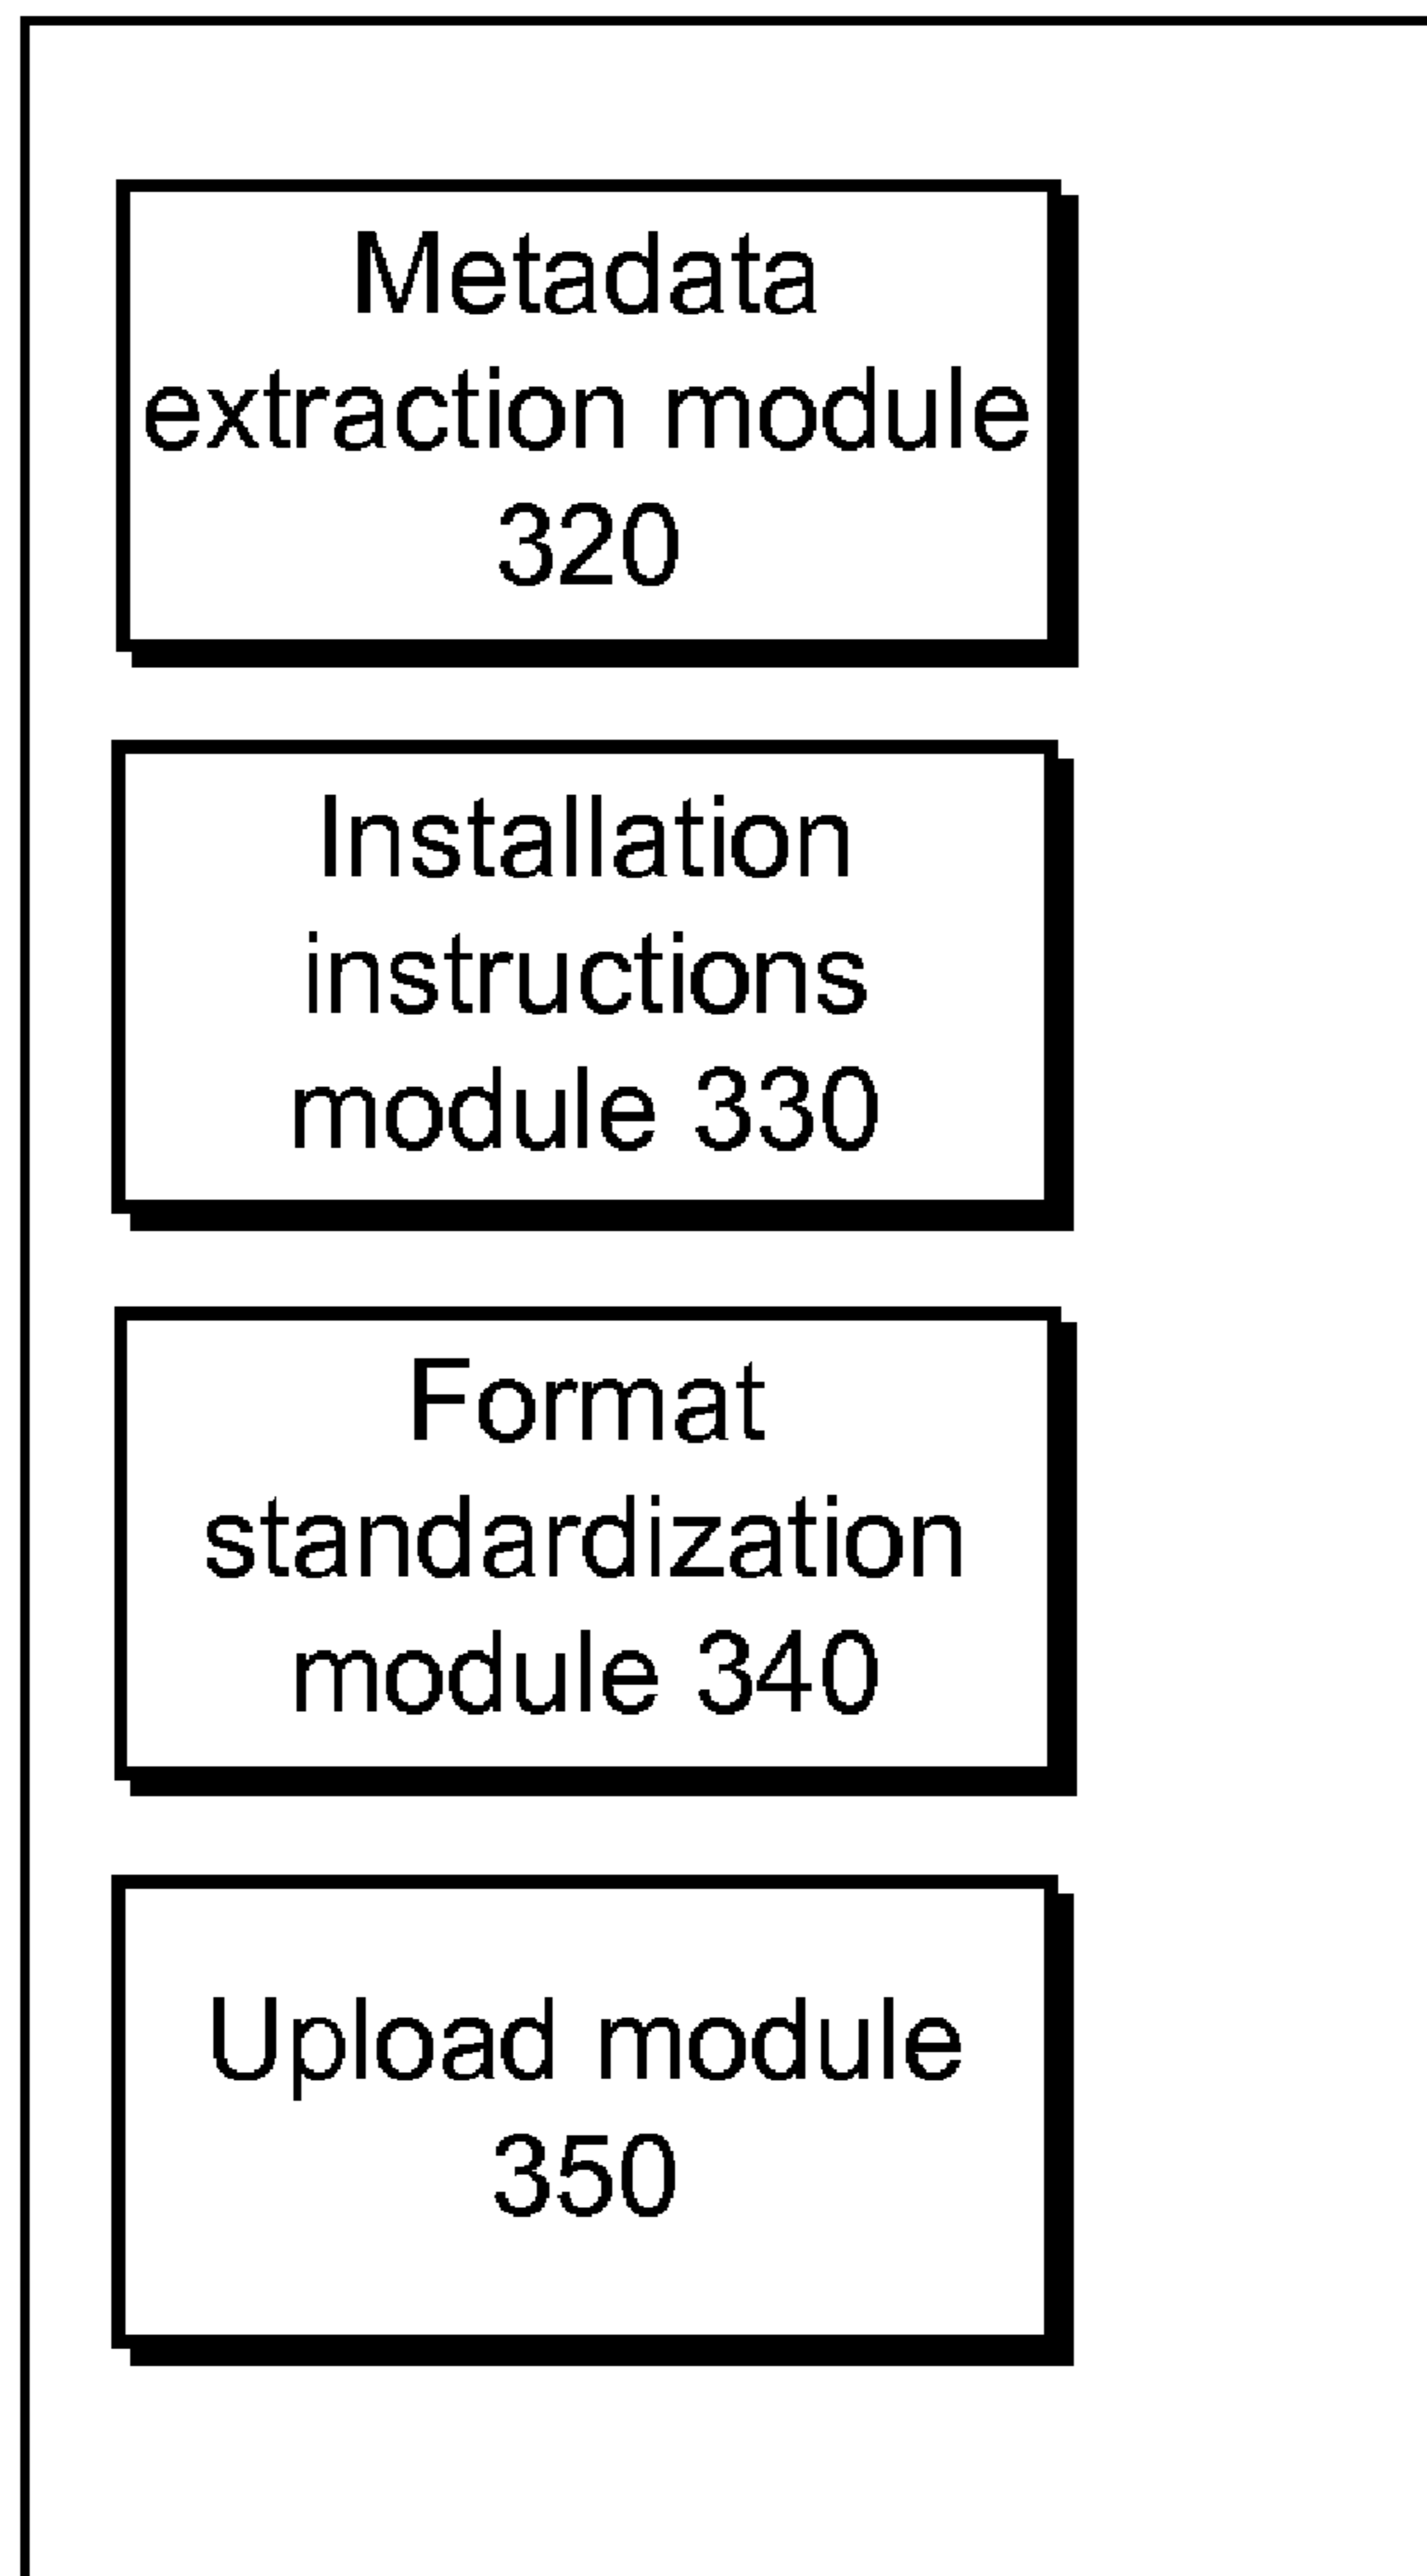 Metadata
extraction module
320
Installation
instructions
module 330
Format
standardization
module 340
Upload module
350